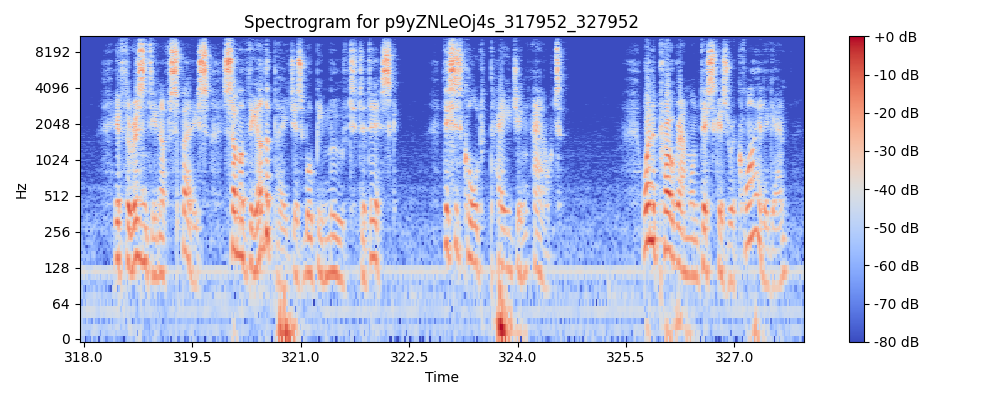 Spectrogram for p9yZNLeOj4s_317952_327952
8192
4096
2048
1024
512
256
128
64
0
Hz
318.0 319.5 321.0 322.5 324.0 325.5 327.0
Time
+0 dB
-10 dB
-20 dB
-30 dB
-40 dB
-50 dB
-60 dB
-70 dB
-80 dB